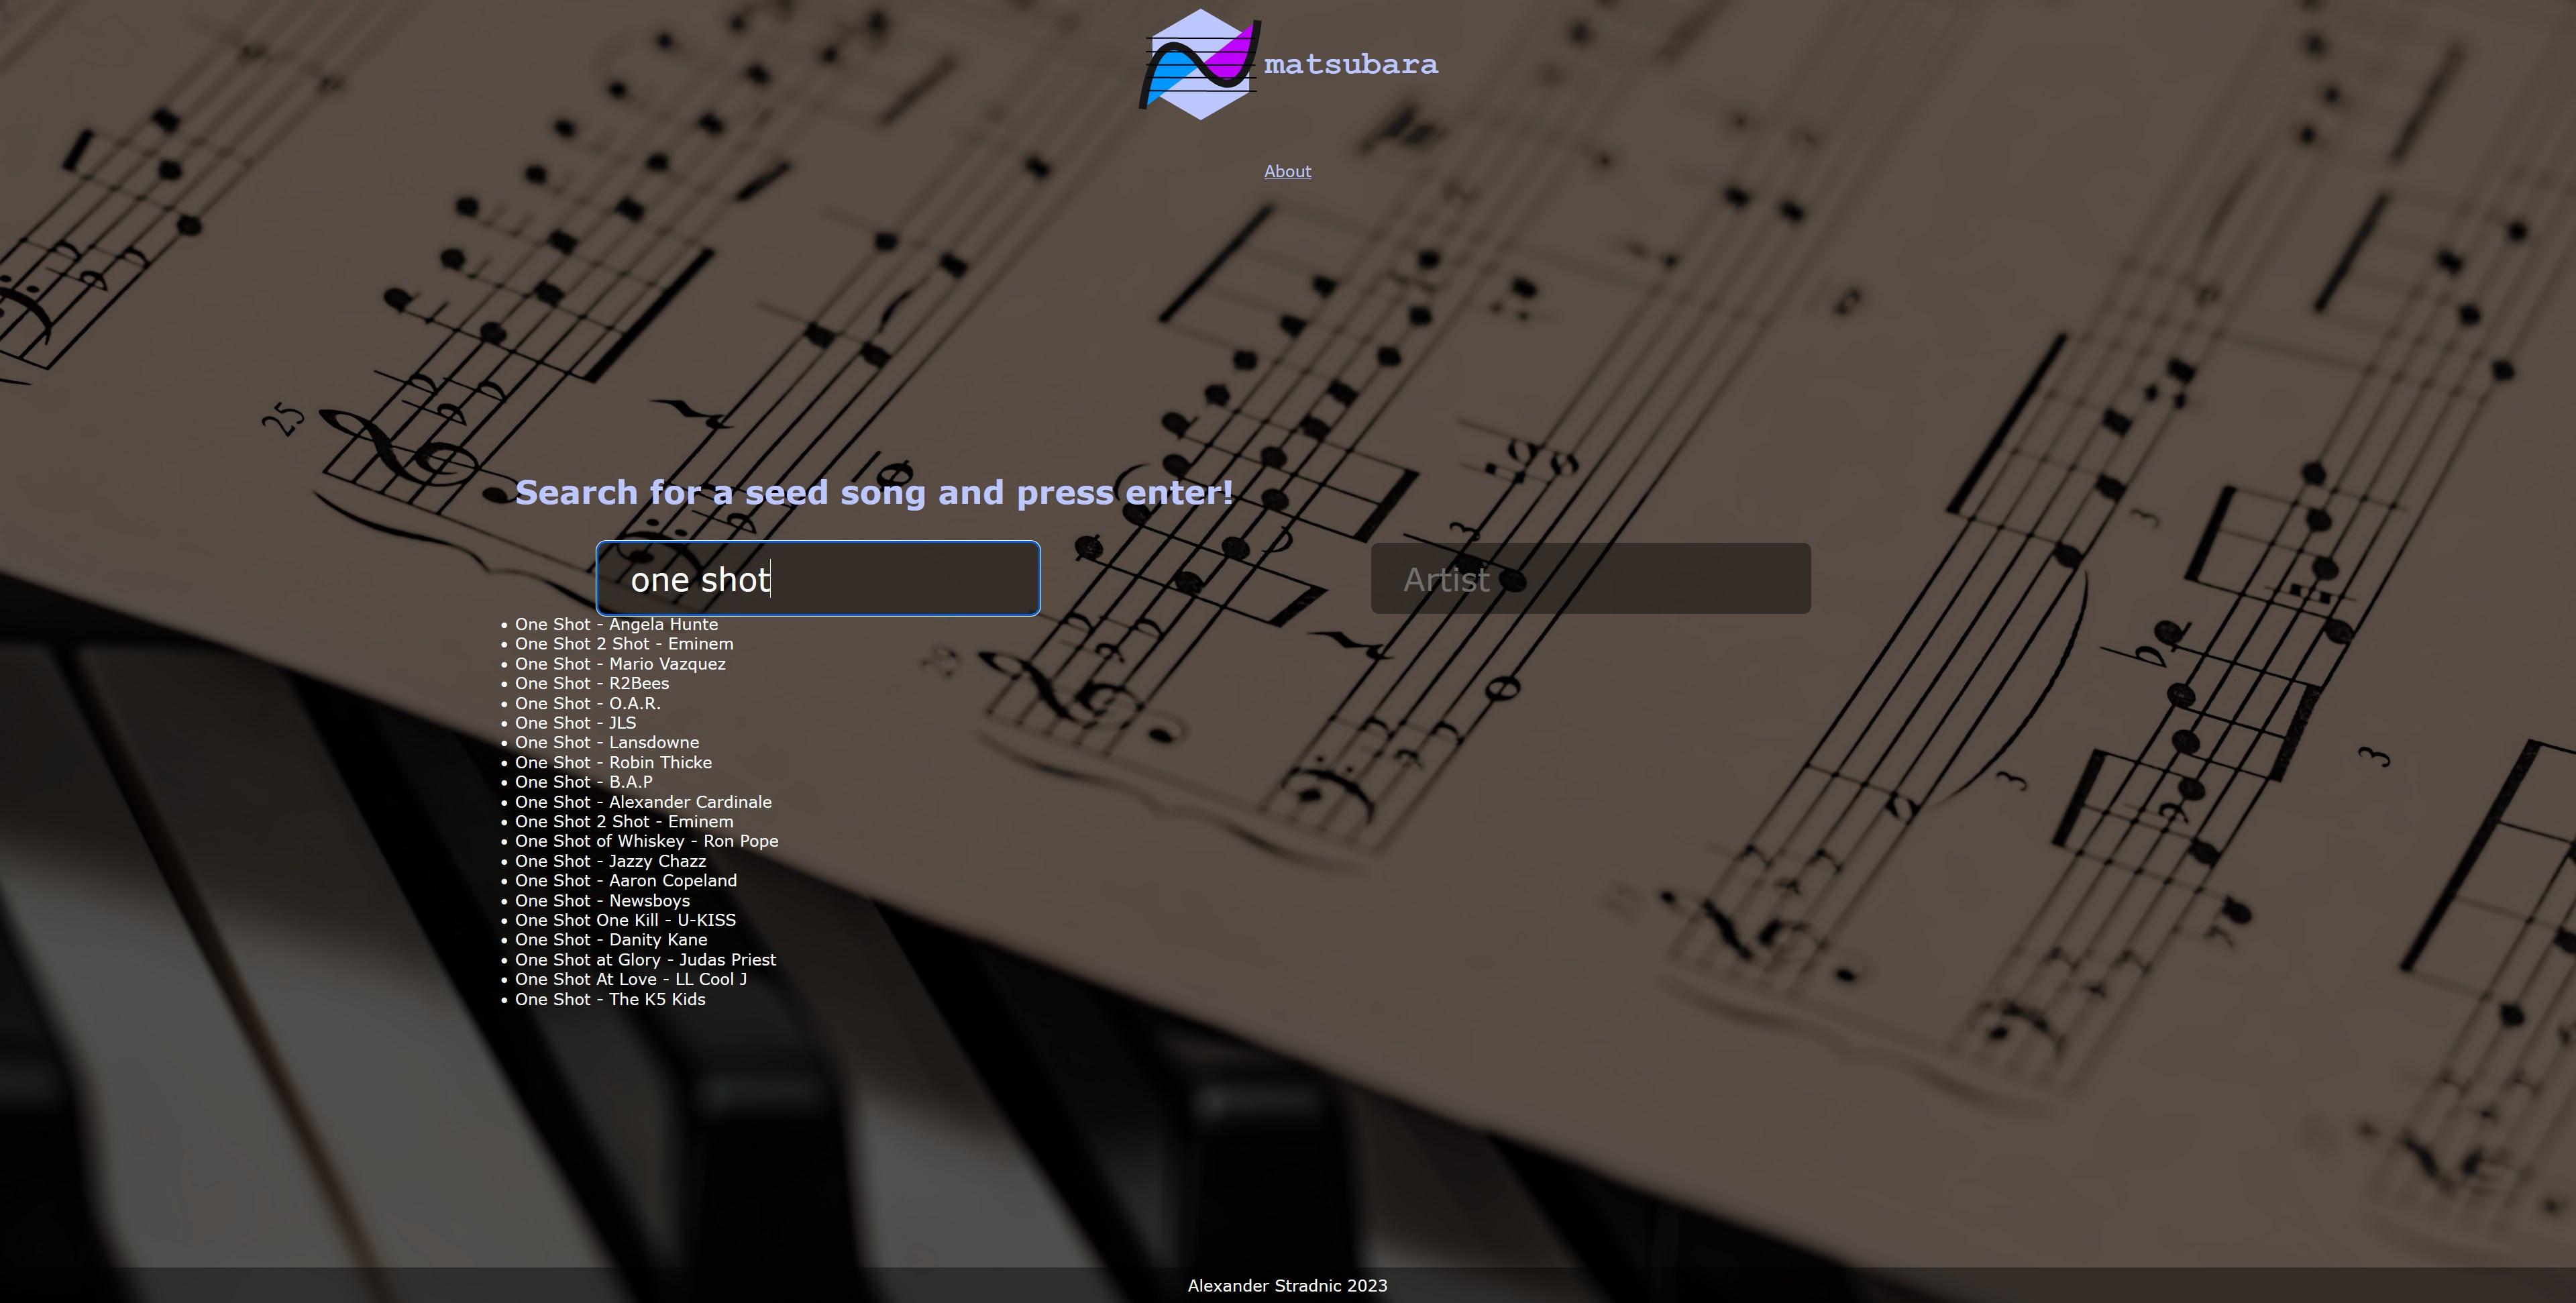 matsubara
About
25
Search for a seed song and press enter!
one shot
Artist
One Shot - Angela Hunte
One Shot 2 Shot - Eminem
One Shot - Mario Vazquez
One Shot - R2Bees
One Shot - O.A.R.
One Shot - JLS
One Shot - Lansdowne
One Shot - Robin Thicke
One Shot - B.A.P
One Shot - Alexander Cardinale
One Shot 2 Shot - Eminem
One Shot of Whiskey - Ron Pope
One Shot - Jazzy Chazz
One Shot - Aaron Copeland
One Shot - Newsboys
One Shot One Kill - U-KISS
One Shot - Danity Kane
One Shot at Glory - Judas Priest
One Shot At Love - LL Cool J
One Shot - The K5 Kids
3
3
3
3
Alexander Stradnic 2023